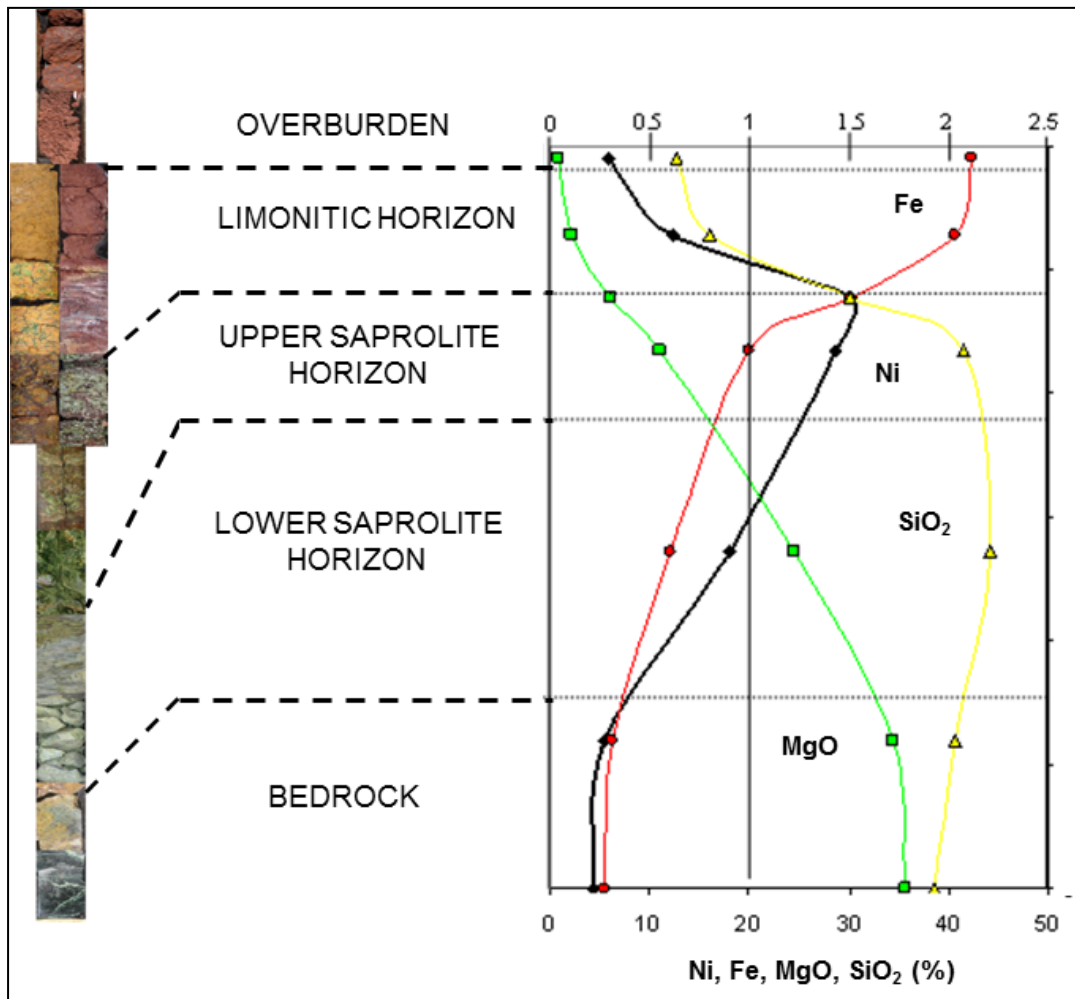 0 0.5 1 1.5 2 2.5
OVERBURDEN
Fe
LIMONITIC HORIZON
UPPER SAPROLITE
HORIZON
Ni
LOWER SAPROLITE
HORIZON
SiO₂
MgO
BEDROCK
0 10 20 30 40 50
Ni, Fe, MgO, SiO₂ (%)